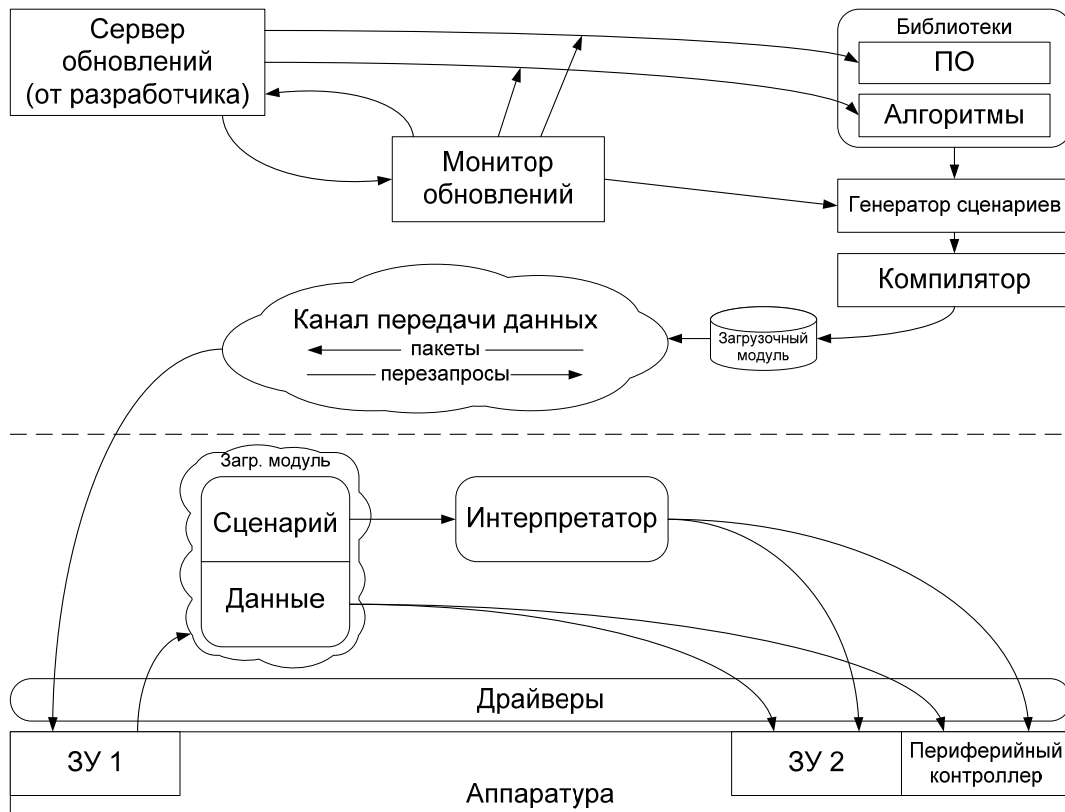 Сервер
обновлений
(от разработчика)
Библиотеки
ПО
Алгоритмы
Монитор
обновлений
Генератор сценариев
Компилятор
Канал передачи данных
пакеты
перезапросы
Загрузочный
модуль
Загр. модуль
Сценарий
Данные
Интерпретатор
Драйверы
ЗУ 1
ЗУ 2
Периферийный
контроллер
Аппаратура